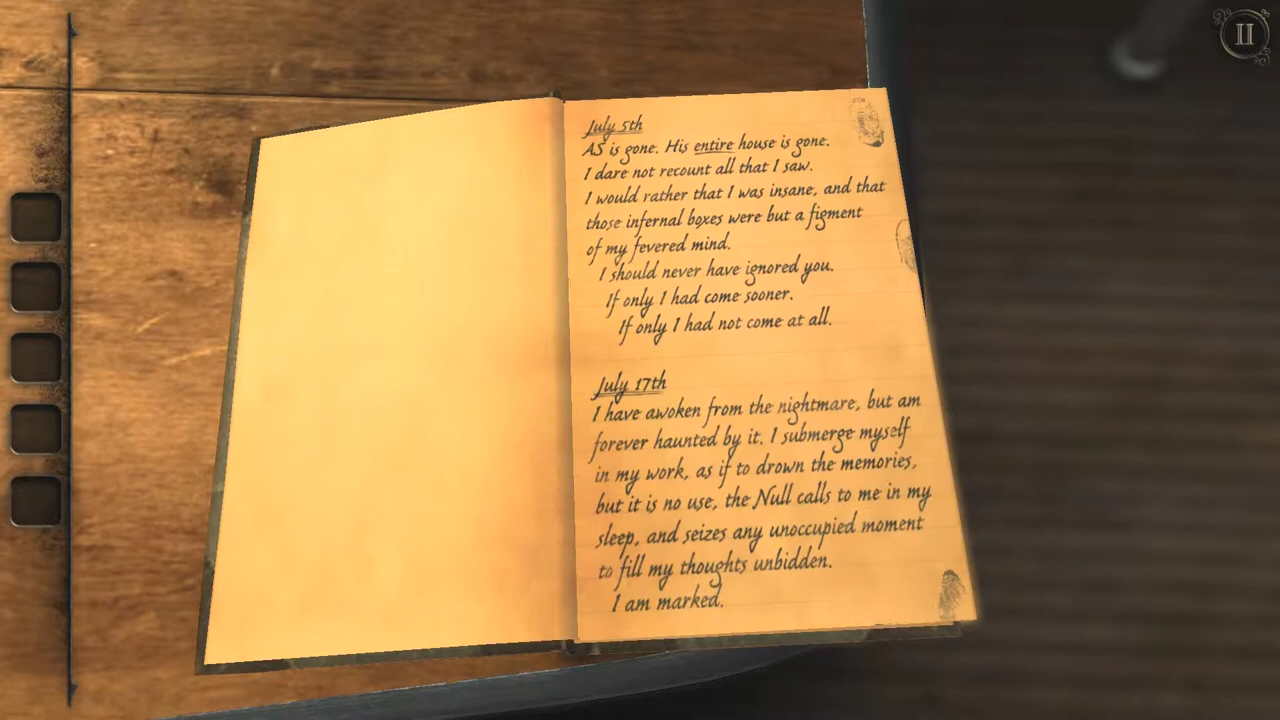 July 5th
AS is gone. His entire house is gone.
I dare not recount all that I saw.
I would rather that I was insane, and that
those infernal boxes were but a figment
of my fevered mind.
I should never have ignored you.
If only I had come sooner.
If only I had not come at all.
July 17th
I have awoken from the nightmare, but am
forever haunted by it. I submerge myself
in my work, as if to drown the memories,
but it is no use, the Null calls to me in my
sleep, and seizes any unoccupied moment
to fill my thoughts unbidden.
I am marked.
II